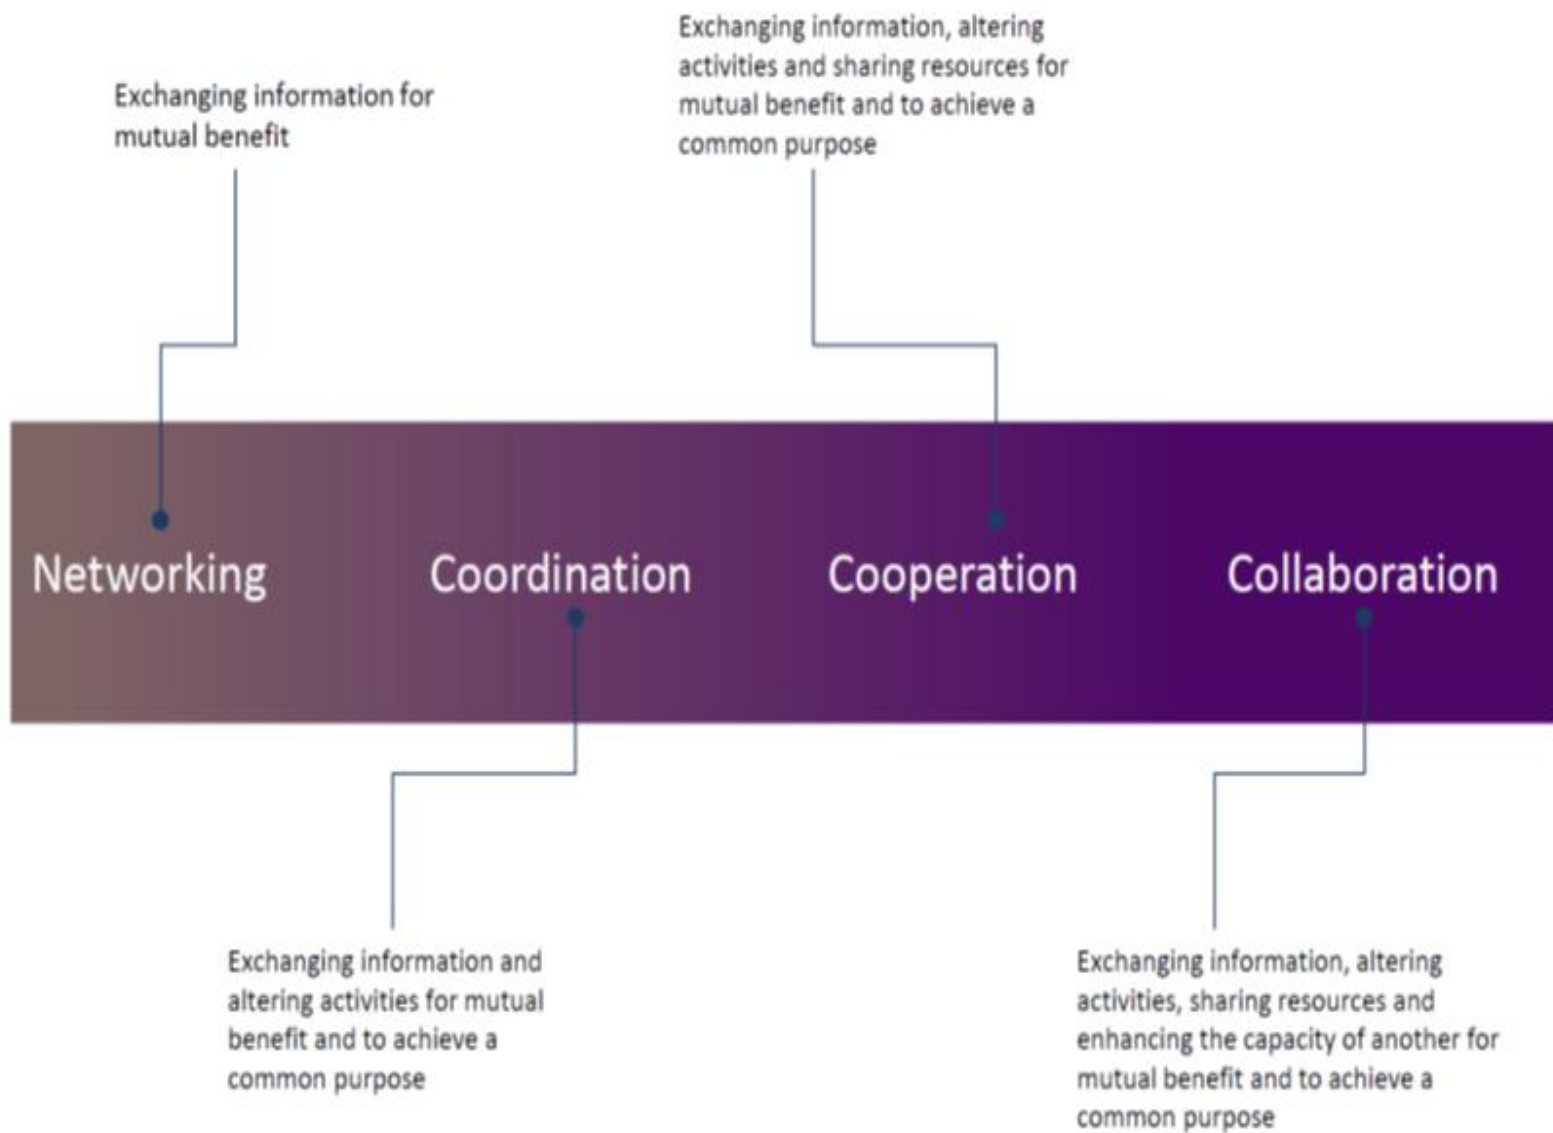 Exchanging information, altering
activities and sharing resources for
mutual benefit and to achieve a
common purpose
Exchanging information for
mutual benefit
Networking
Coordination
Cooperation
Collaboration
Exchanging information and
altering activities for mutual
benefit and to achieve a
common purpose
Exchanging information, altering
activities, sharing resources and
enhancing the capacity of another for
mutual benefit and to achieve a
common purpose